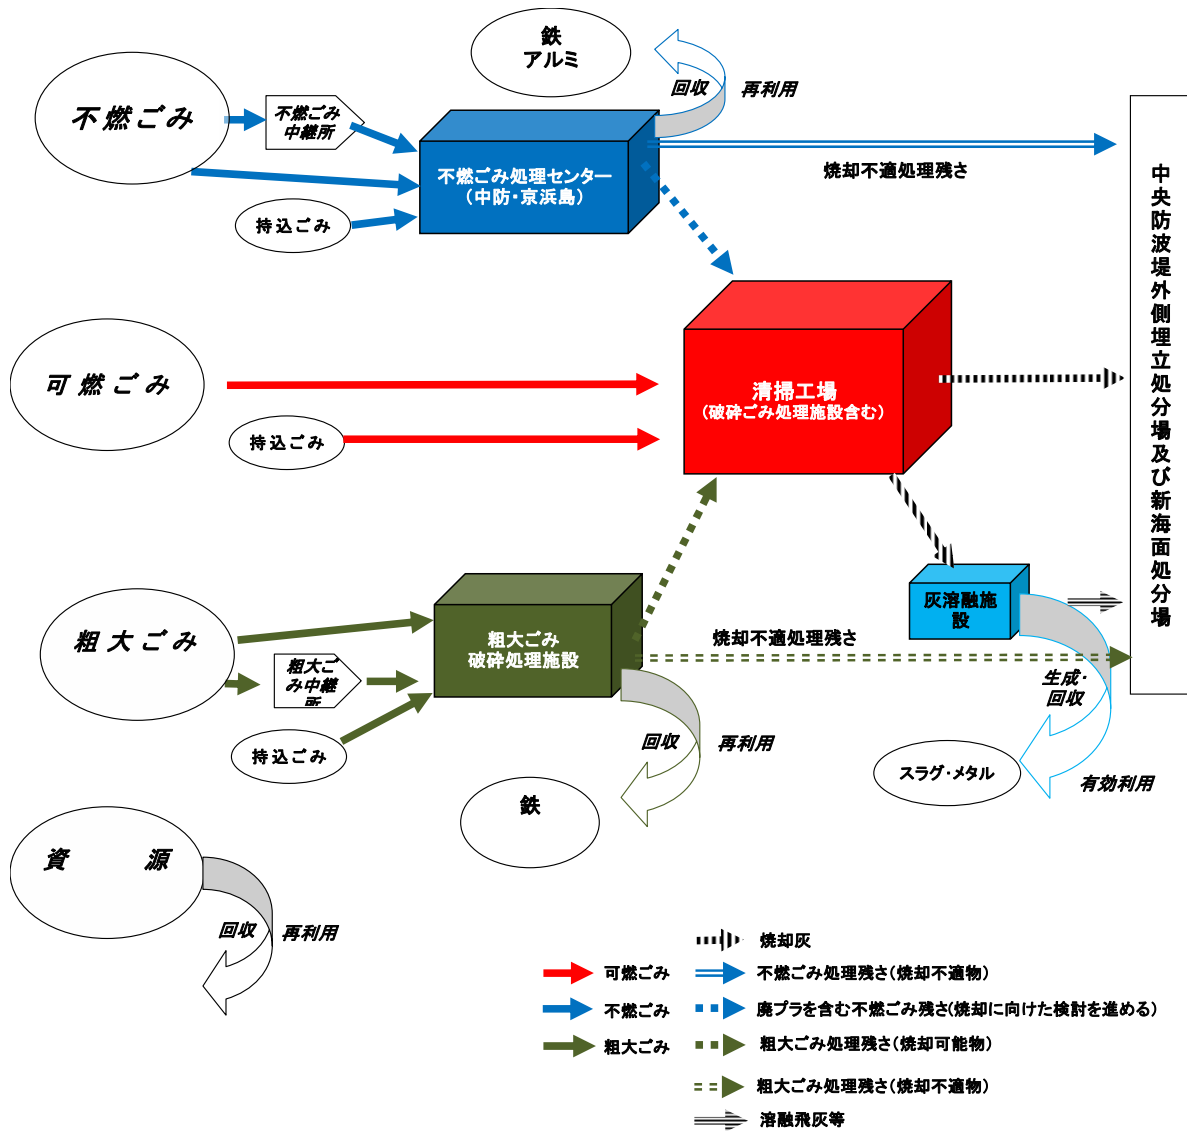 鉄
アルミ
回収
再利用
不燃ごみ
不燃ごみ
中継所
持込ごみ
不燃ごみ処理センター
(中防・京浜島)
焼却不適処理残さ
中央防波堤外側埋立処分場及び新海面処分場
可燃ごみ
持込ごみ
清掃工場
(破砕ごみ処理施設含む)
粗大ごみ
粗大ご
み中継
所
持込ごみ
粗大ごみ
破砕処理施設
焼却不適処理残さ
灰溶融施
設
生成・
回収
有効利用
スラグ・メタル
回収
再利用
鉄
資 源
回収
再利用
焼却灰
可燃ごみ
不燃ごみ処理残さ(焼却不適物)
不燃ごみ
廃プラを含む不燃ごみ残さ(焼却に向けた検討を進める)
粗大ごみ
粗大ごみ処理残さ(焼却可能物)
粗大ごみ処理残さ(焼却不適物)
溶融飛灰等